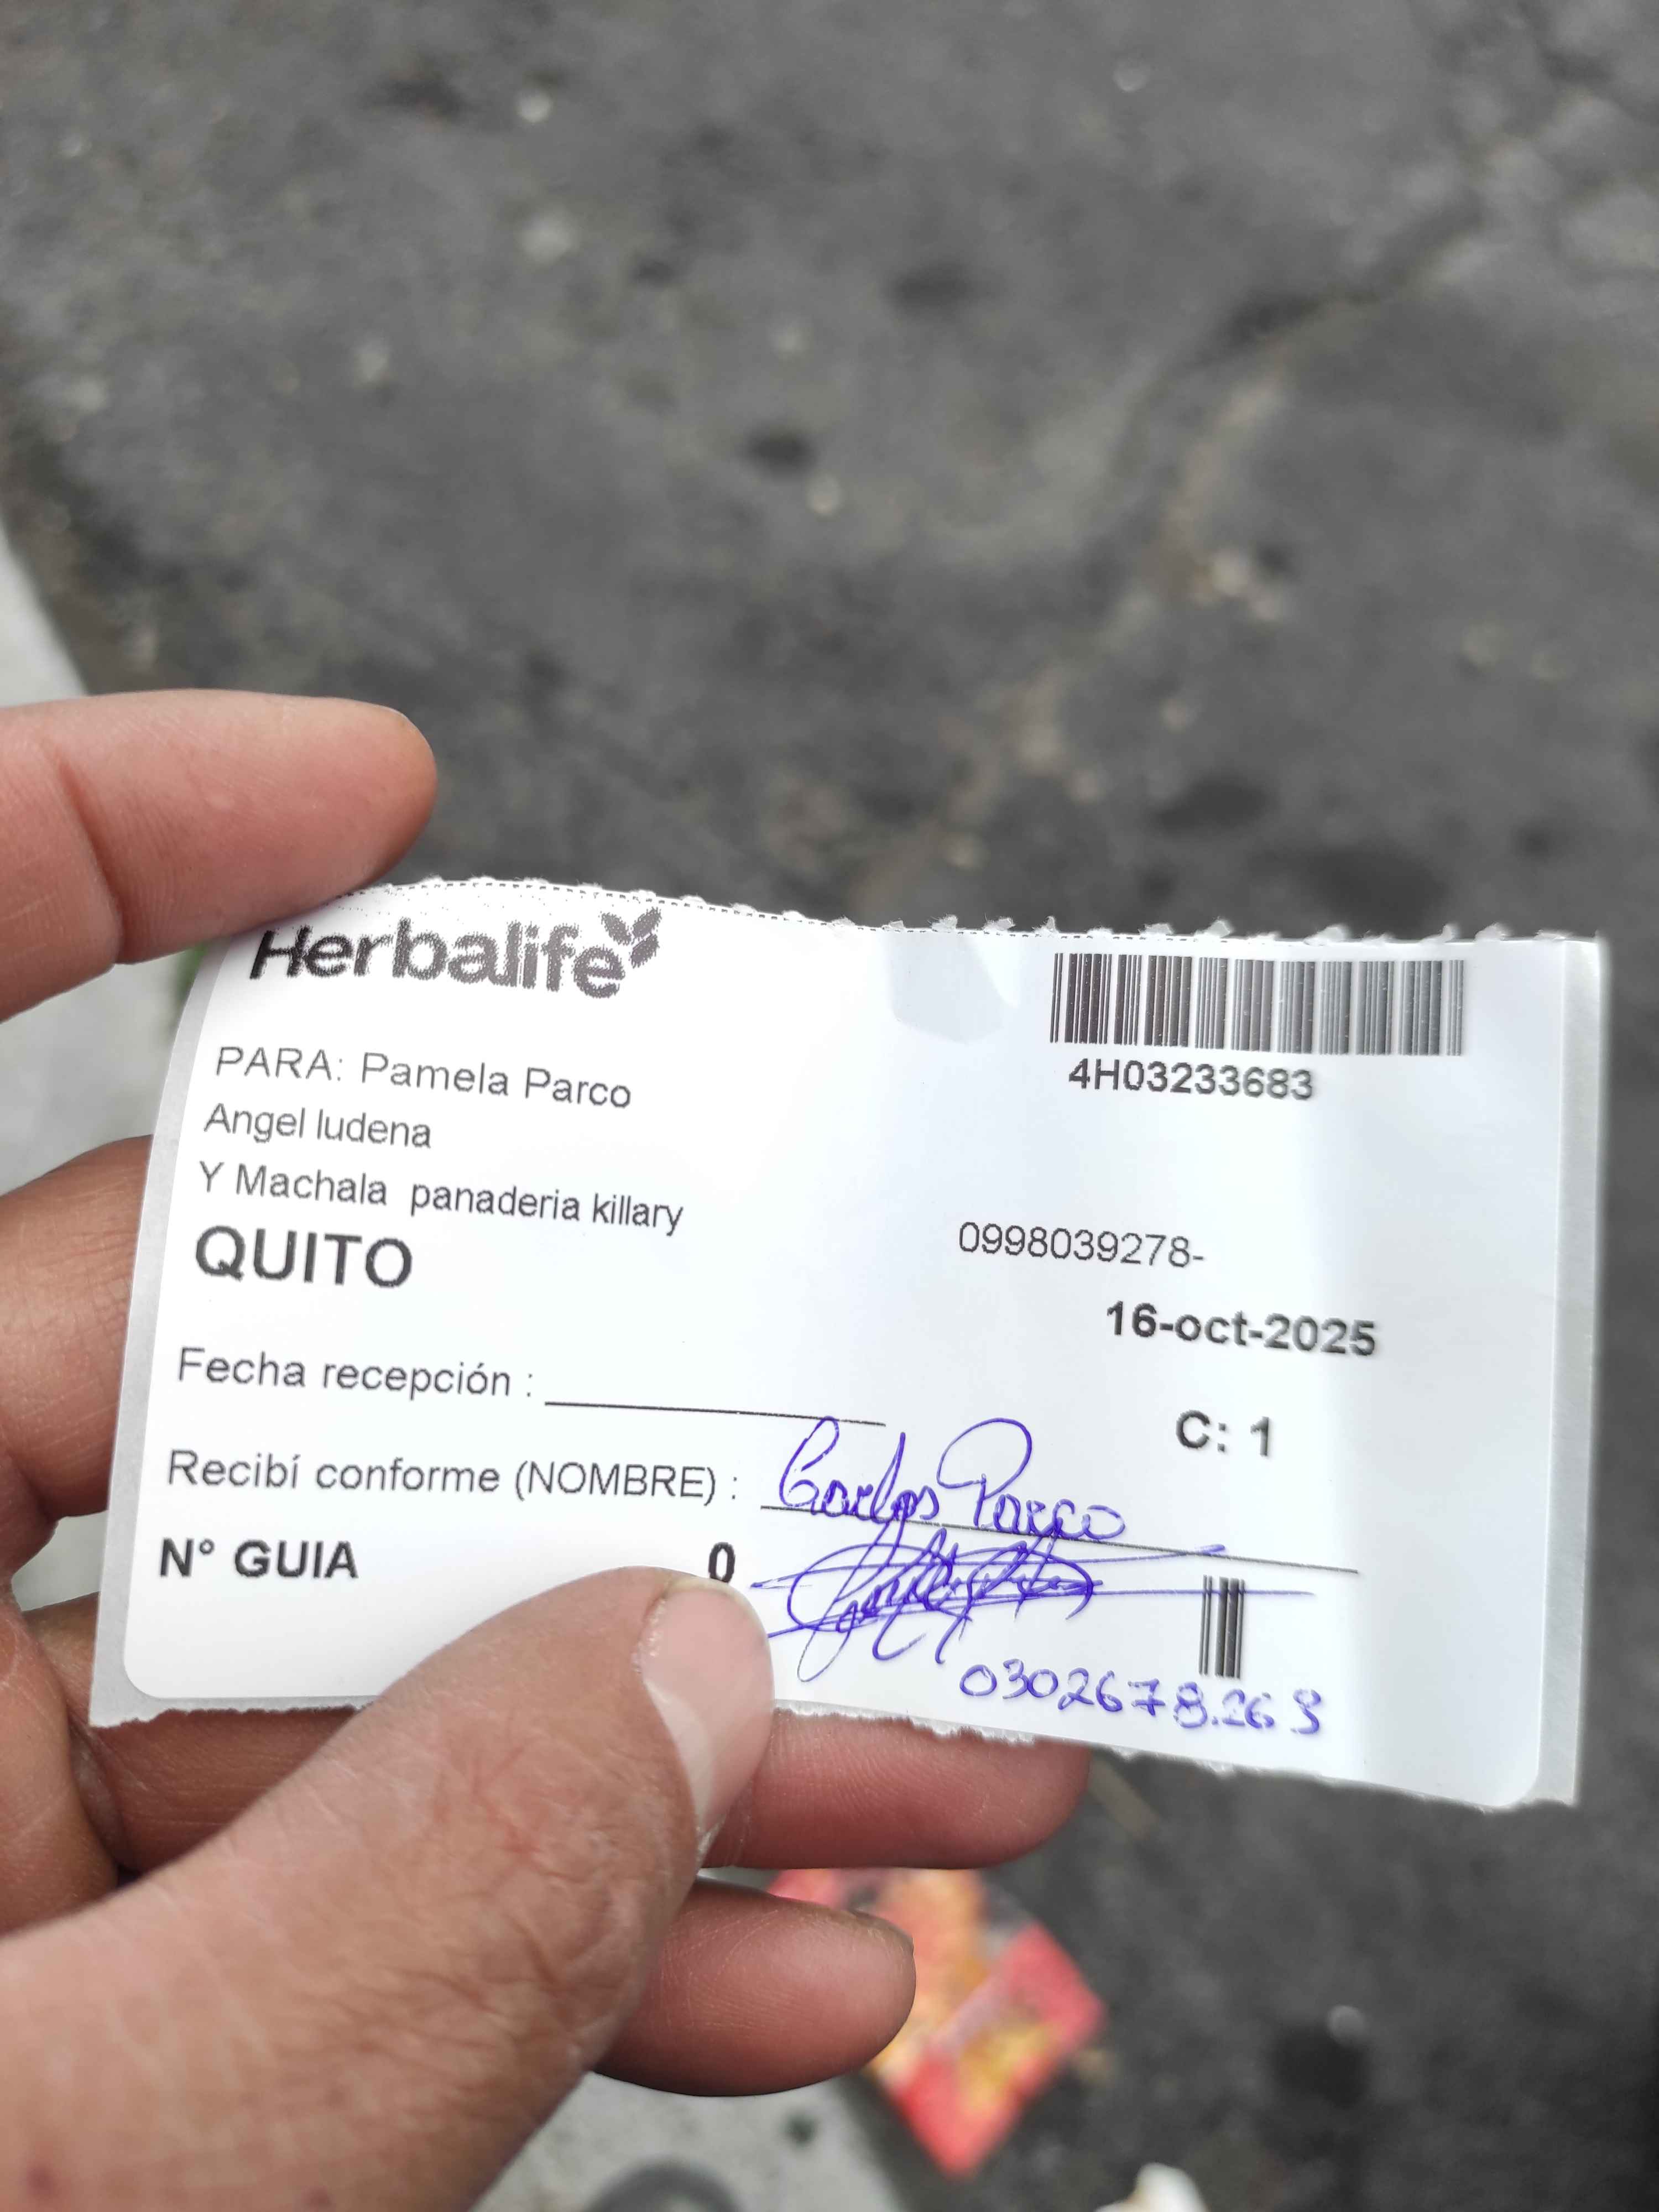 Herbalife
4H03233683
PARA: Pamela Parco
Angel ludena
Y Machala panaderia killary
0998039278-
QUITO
16-oct-2025
Fecha recepción :
C: 1
Recibí conforme (NOMBRE) : Carlos Parco
N° GUIA 0